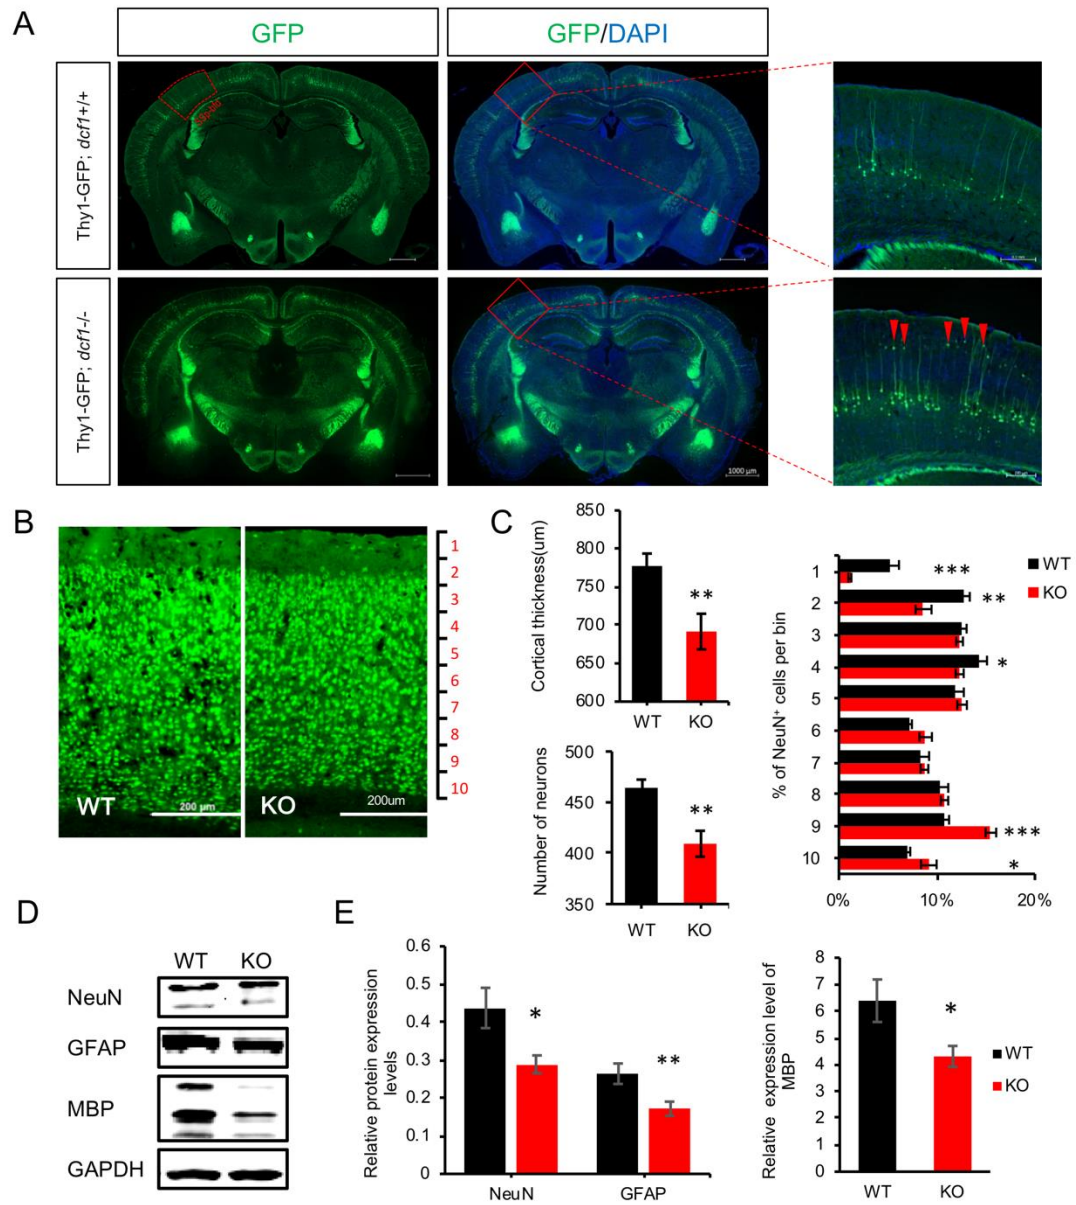 A
GFP
GFP/DAPI
Thy1-GFP; dcf1+/+
Thy1-GFP; dcf1-/-
1000 µm
B
WT
200 µm
KO
200um
1
2
3
4
5
6
7
8
9
10
C
Cortical thickness(um)
850
800
750
700
650
600
**
WT
KO
Number of neurons
500
450
400
350
**
WT
KO
% of NeuN+ cells per bin
WT
KO
1
***
2
**
3
4
*
5
6
7
8
9
***
10
*
0%
10%
20%
D
WT
KO
NeuN
GFAP
MBP
GAPDH
E
Relative protein expression
levels
0.6
0.5
0.4
0.3
0.2
0.1
0
*
**
NeuN
GFAP
Relative expression level of
MBP
8
7
6
5
4
3
2
1
0
*
WT
KO
WT
KO